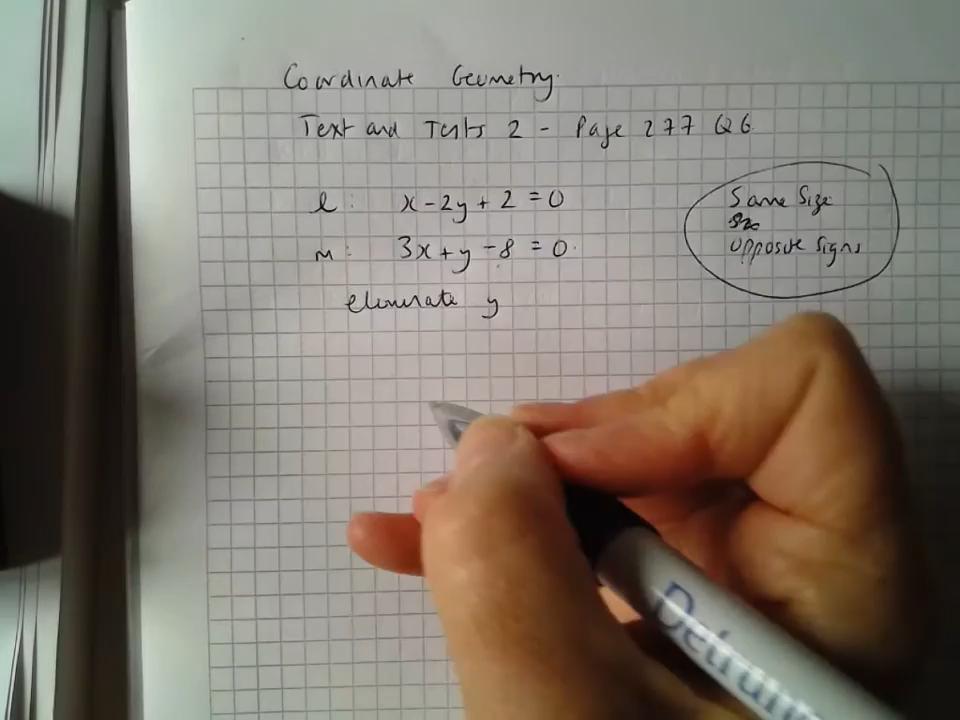 Coordinate Geometry.
Text and Tests 2 - Page 277 Q6
l: x - 2y + 2 = 0
m: 3x + y - 8 = 0.
eliminate y
Same Size
opposite signs